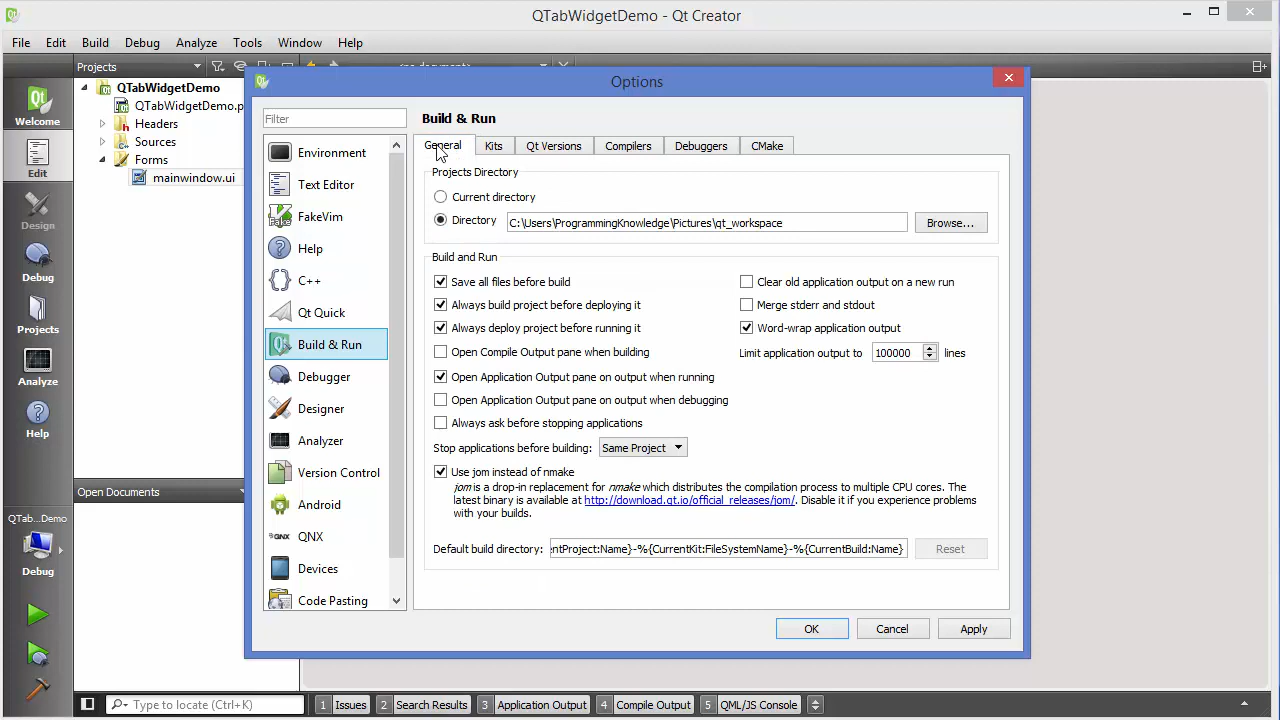 QTabWidgetDemo - Qt Creator
File Edit Build Debug Analyze Tools Window Help
Projects
<no document>
Welcome
Edit
Design
Debug
Projects
Analyze
Help
QTab...Demo
Debug
QTabWidgetDemo
QTabWidgetDemo.p
Headers
Sources
Forms
mainwindow.ui
Open Documents
Options
Filter
Environment
Text Editor
FakeVim
Help
C++
Qt Quick
Build & Run
Debugger
Designer
Analyzer
Version Control
Android
QNX
Devices
Code Pasting
Build & Run
General Kits Qt Versions Compilers Debuggers CMake
Projects Directory
Current directory
Directory C:\Users\ProgrammingKnowledge\Pictures\qt_workspace Browse...
Build and Run
Save all files before build Clear old application output on a new run
Always build project before deploying it Merge stderr and stdout
Always deploy project before running it Word-wrap application output
Open Compile Output pane when building Limit application output to 100000 lines
Open Application Output pane on output when running
Open Application Output pane on output when debugging
Always ask before stopping applications
Stop applications before building: Same Project
Use jom instead of nmake
jom is a drop-in replacement for nmake which distributes the compilation process to multiple CPU cores. The
latest binary is available at http://download.qt.io/official_releases/jom/. Disable it if you experience problems
with your builds.
Default build directory: entProject:Name}-%{CurrentKit:FileSystemName}-%{CurrentBuild:Name} Reset
OK Cancel Apply
Type to locate (Ctrl+K) 1 Issues 2 Search Results 3 Application Output 4 Compile Output 5 QML/JS Console